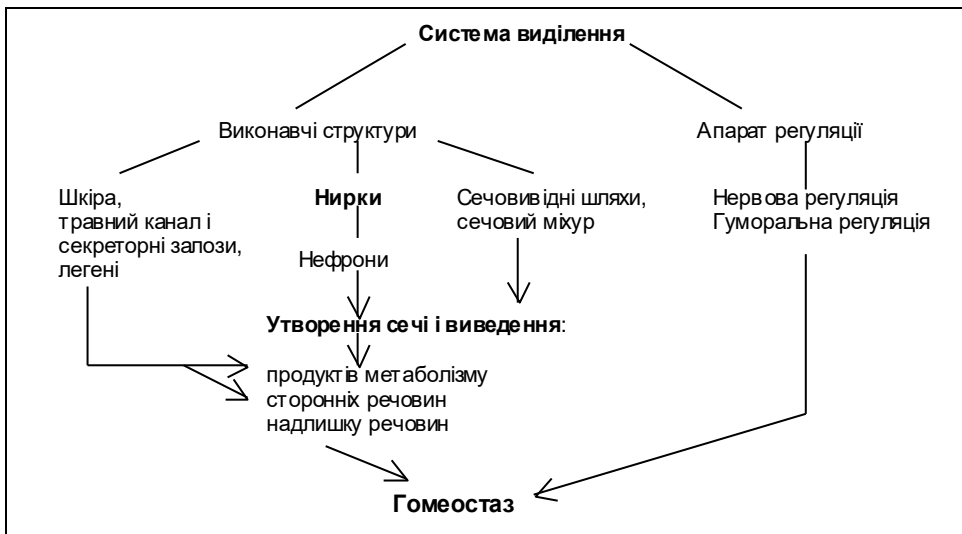 Система виділення
Виконавчі структури
Апарат регуляції
Шкіра,
травний канал і
секреторні залози,
легені
Нирки
Нефрони
Сечовивідні шляхи,
сечовий міхур
Нервова регуляція
Гуморальна регуляція
Утворення сечі і виведення:
продуктів метаболізму
сторонніх речовин
надлишку речовин
Гомеостаз